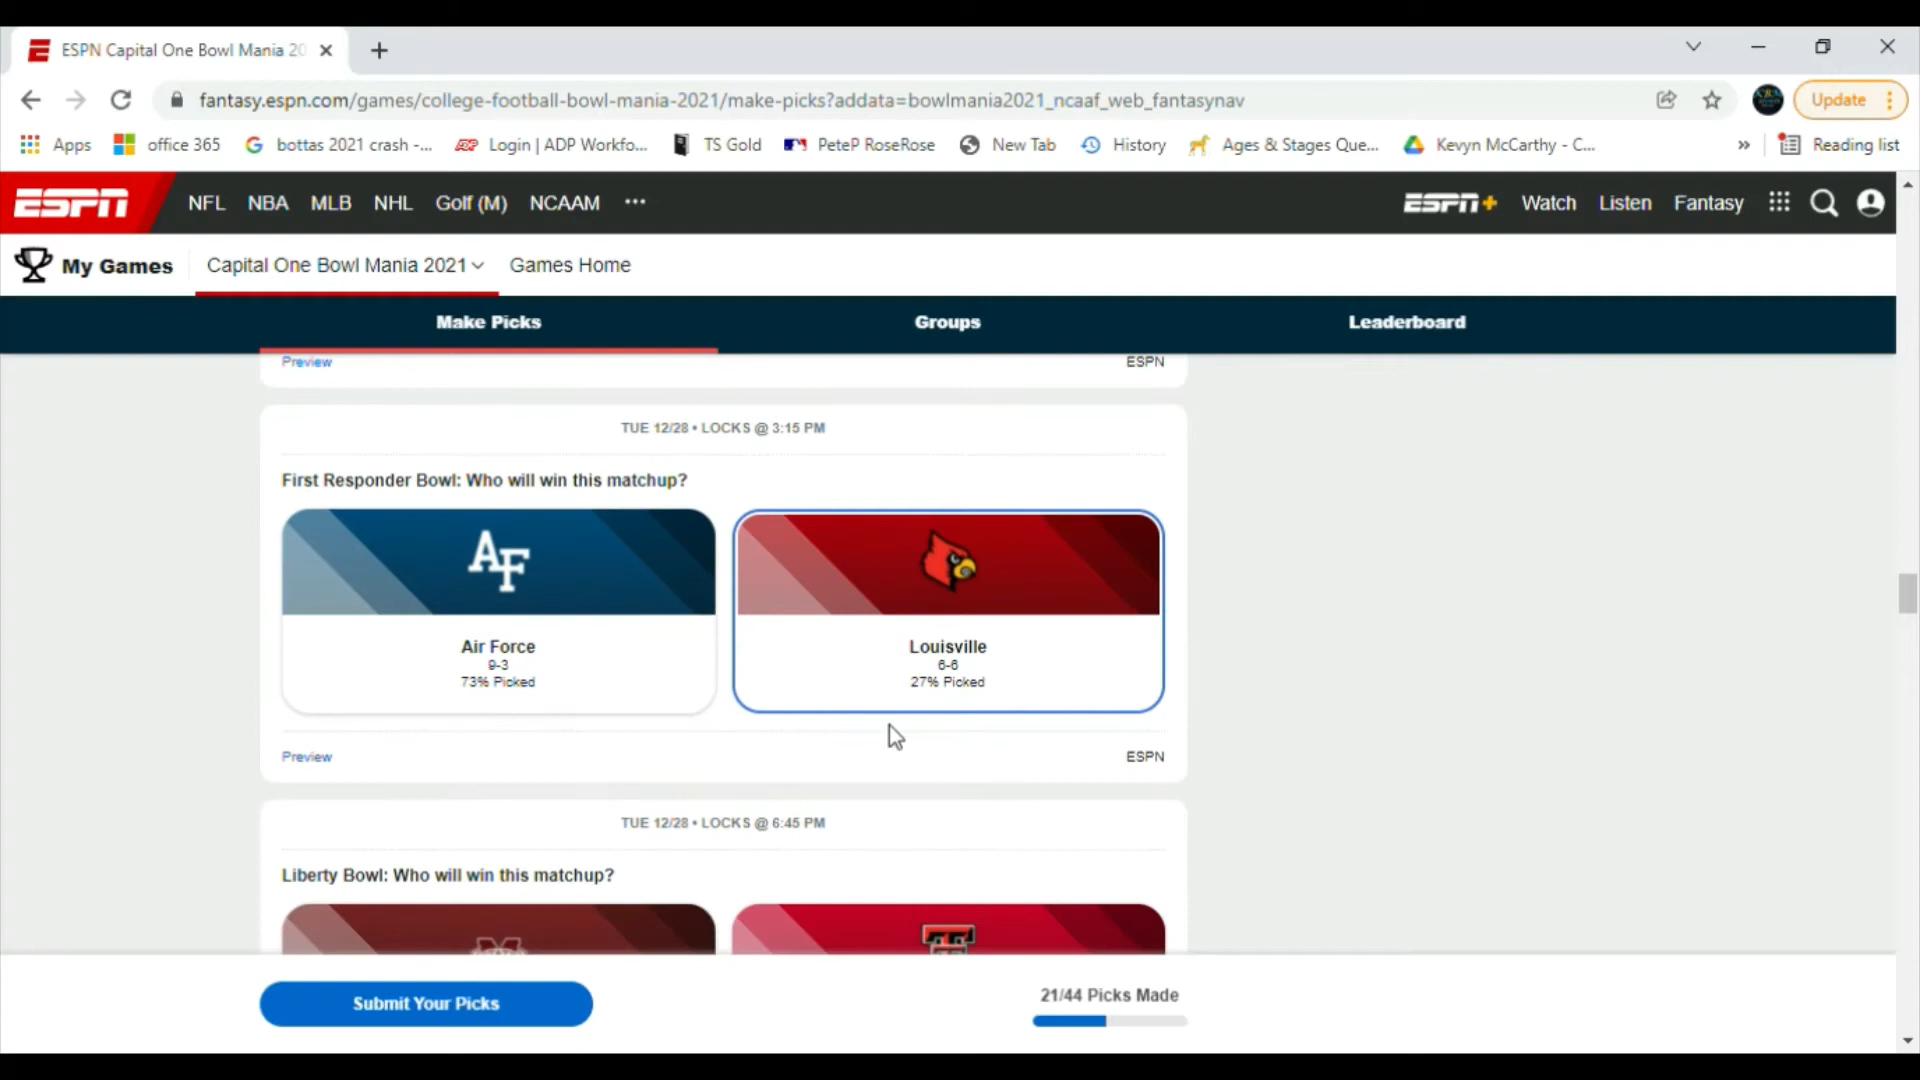 ESPN Capital One Bowl Mania 20
fantasy.espn.com/games/college-football-bowl-mania-2021/make-picks?addata=bowlmania2021_ncaaf_web_fantasynav
Update
Apps office 365 bottas 2021 crash -... Login | ADP Workfo... TS Gold PeteP RoseRose New Tab History Ages & Stages Que... Kevyn McCarthy - C... » Reading list
ESPN NFL NBA MLB NHL Golf (M) NCAAM ... ESPN+ Watch Listen Fantasy
My Games Capital One Bowl Mania 2021 Games Home
Make Picks Groups Leaderboard
Preview ESPN
TUE 12/28 • LOCKS @ 3:15 PM
First Responder Bowl: Who will win this matchup?
AF
Air Force Louisville
9-3 6-6
73% Picked 27% Picked
Preview ESPN
TUE 12/28 • LOCKS @ 6:45 PM
Liberty Bowl: Who will win this matchup?
Submit Your Picks
21/44 Picks Made